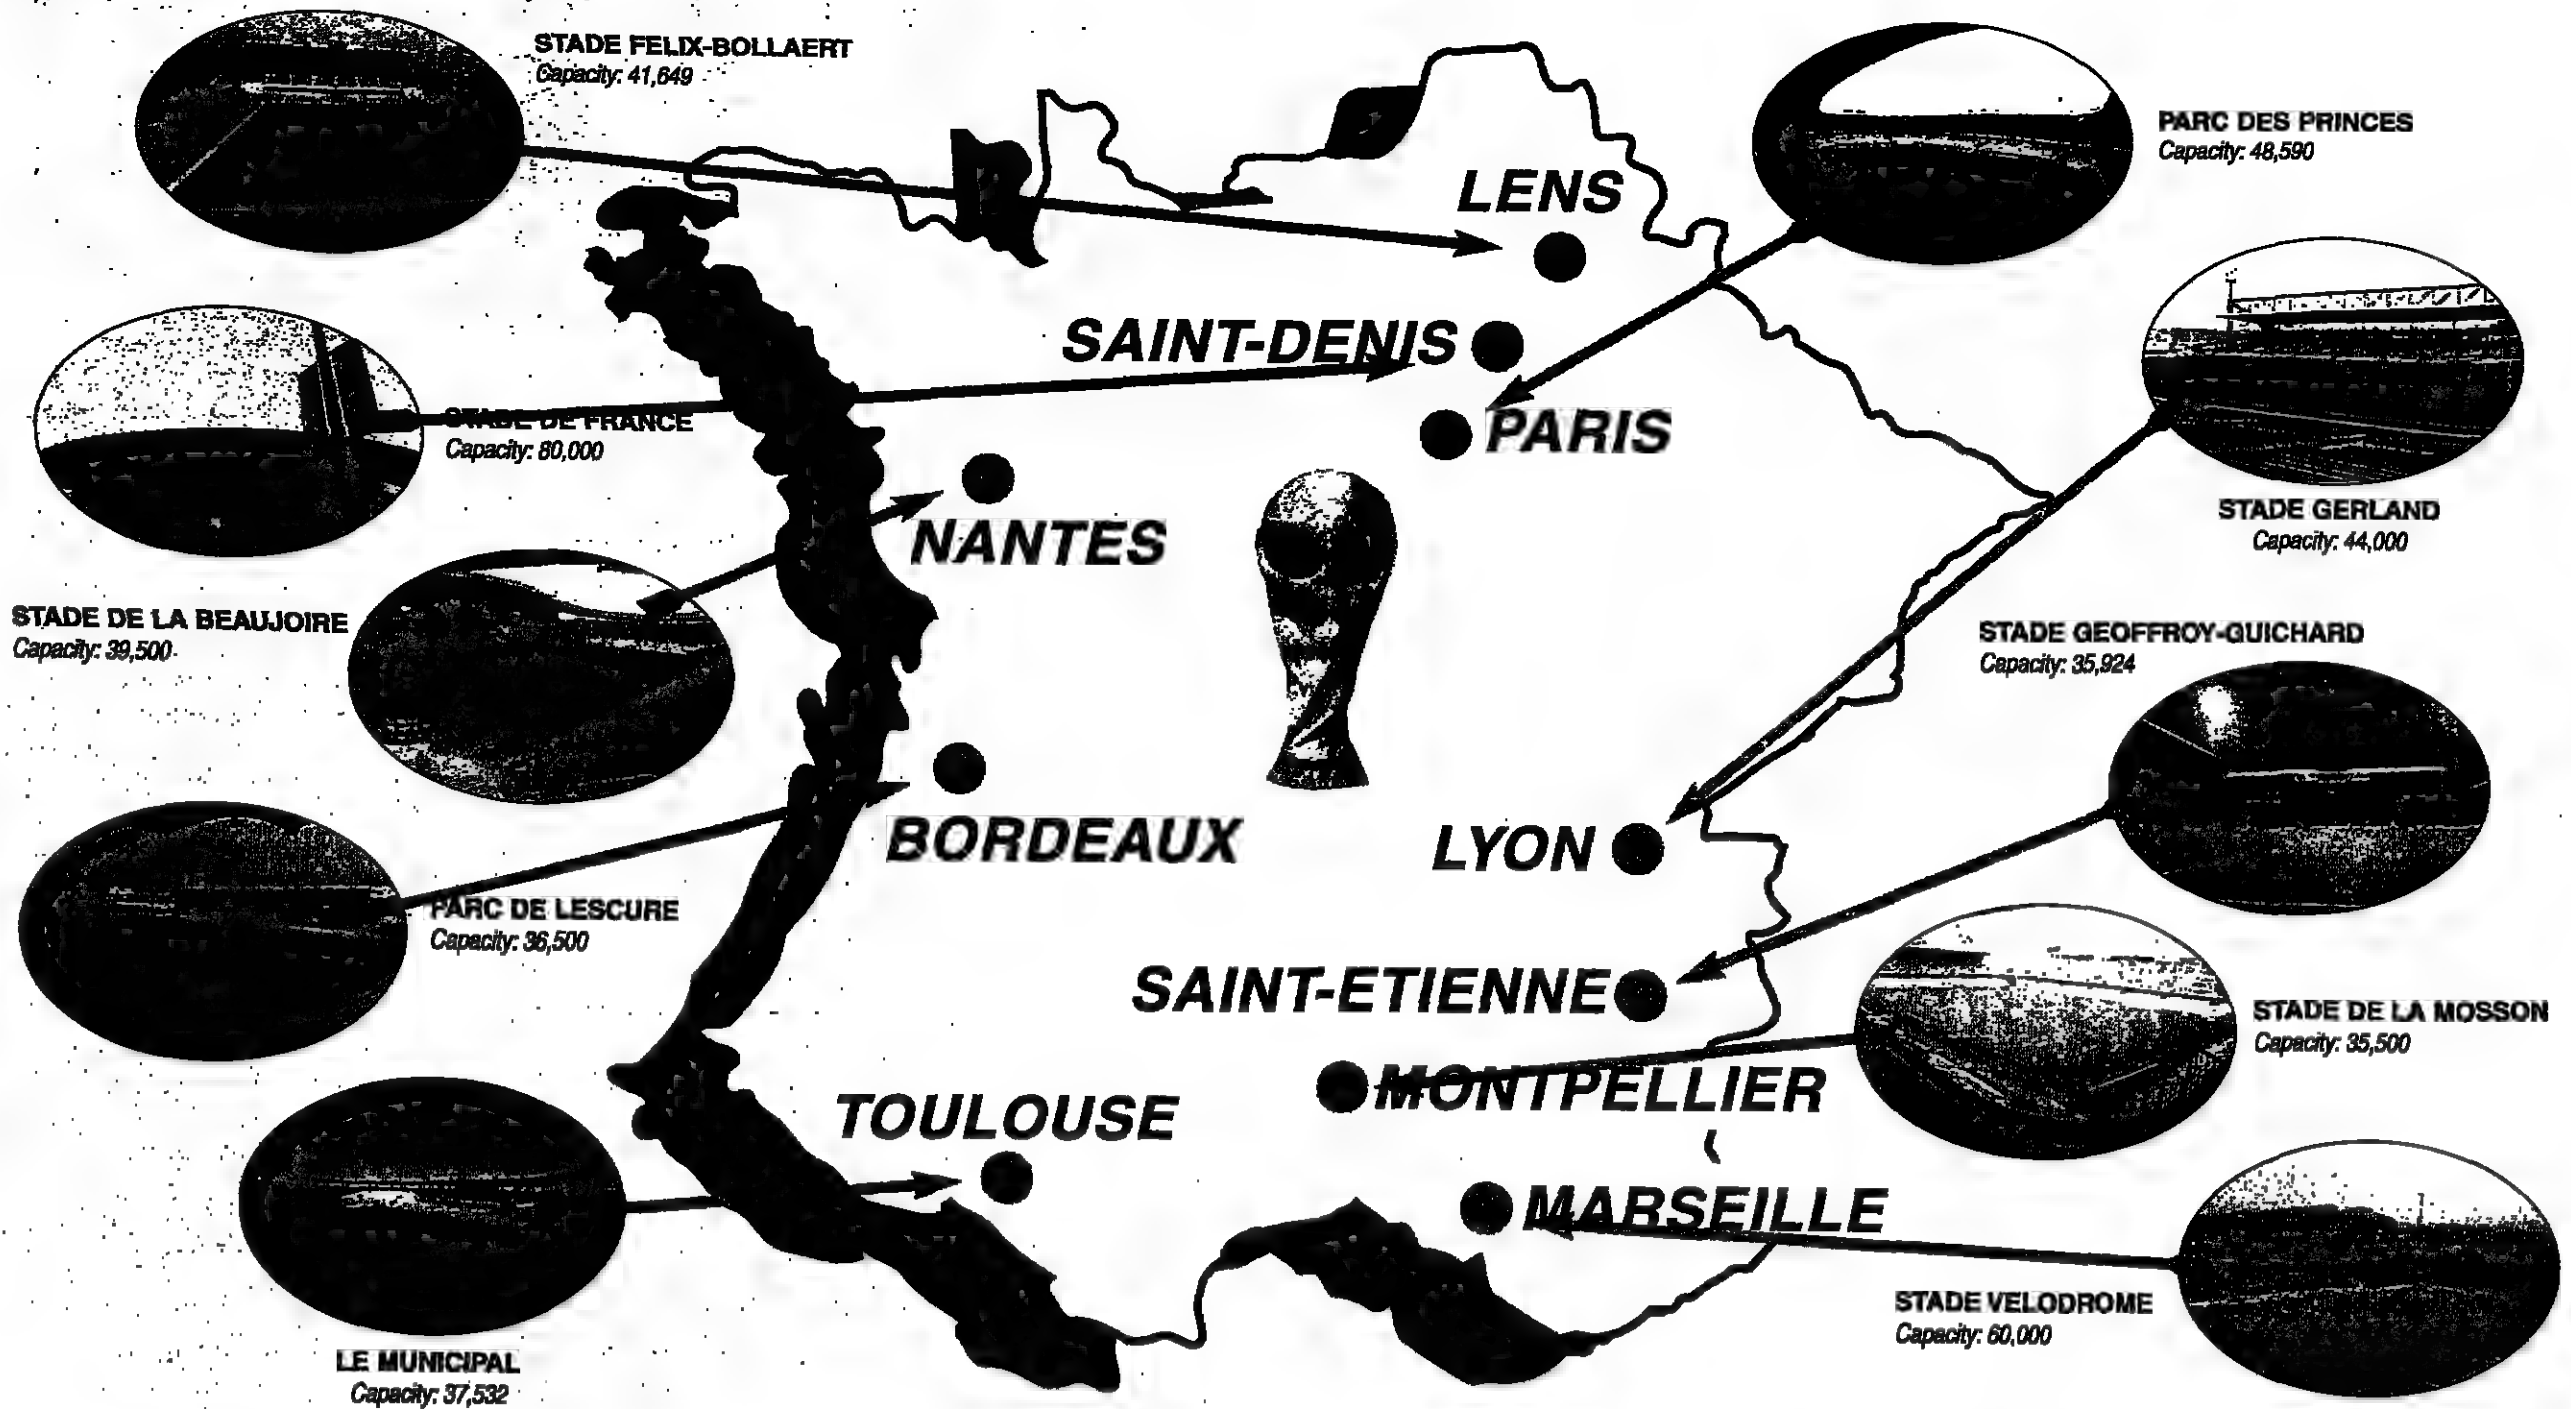 STADE FELIX-BOLLAERT
Capacity: 41,649
PARC DES PRINCES
Capacity: 48,590
LENS
SAINT-DENIS
STADE DE FRANCE
Capacity: 80,000
PARIS
NANTES
STADE GERLAND
Capacity: 44,000
STADE DE LA BEAUJOIRE
Capacity: 39,500
STADE GEOFFROY-GUICHARD
Capacity: 35,924
BORDEAUX
LYON
PARC DE LESCURE
Capacity: 36,500
SAINT-ETIENNE
STADE DE LA MOSSON
Capacity: 35,500
MONTPELLIER
TOULOUSE
MARSEILLE
STADE VELODROME
Capacity: 60,000
LE MUNICIPAL
Capacity: 37,532